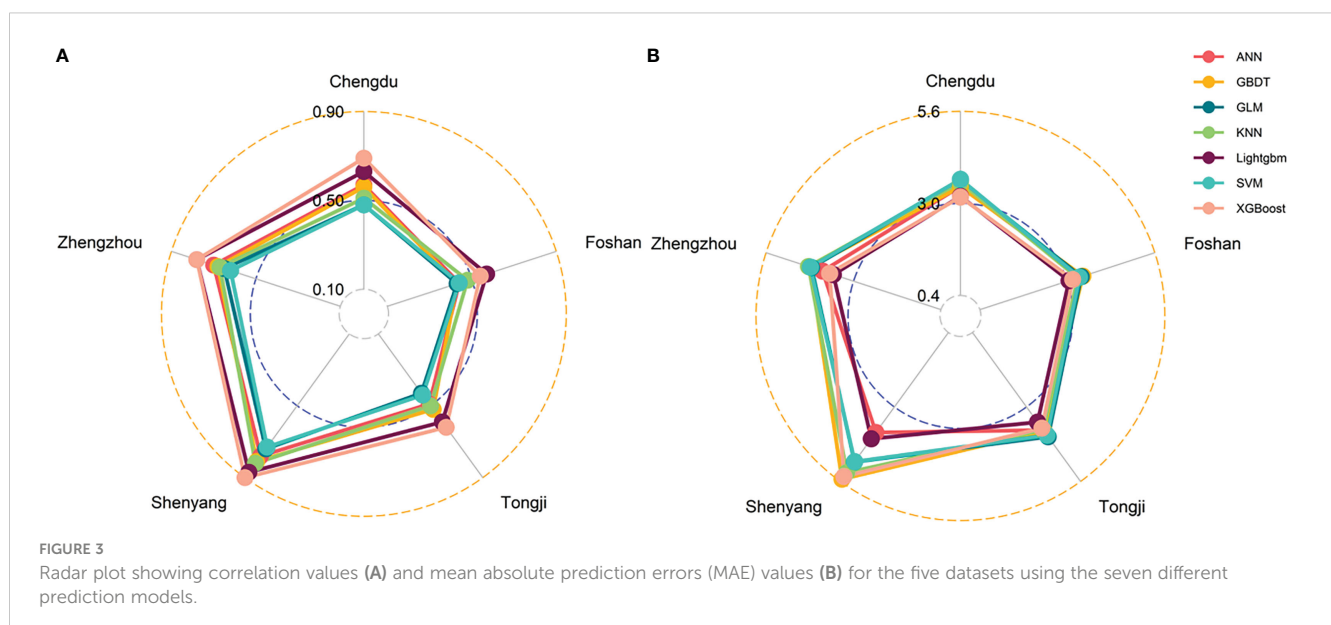 A
Chengdu
0.90
0.50
0.10
Zhengzhou
Foshan
Shenyang
Tongji
B
Chengdu
5.6
3.0
0.4
Zhengzhou
Foshan
Shenyang
Tongji
ANN
GBDT
GLM
KNN
Lightgbm
SVM
XGBoost
FIGURE 3
Radar plot showing correlation values (A) and mean absolute prediction errors (MAE) values (B) for the five datasets using the seven different
prediction models.